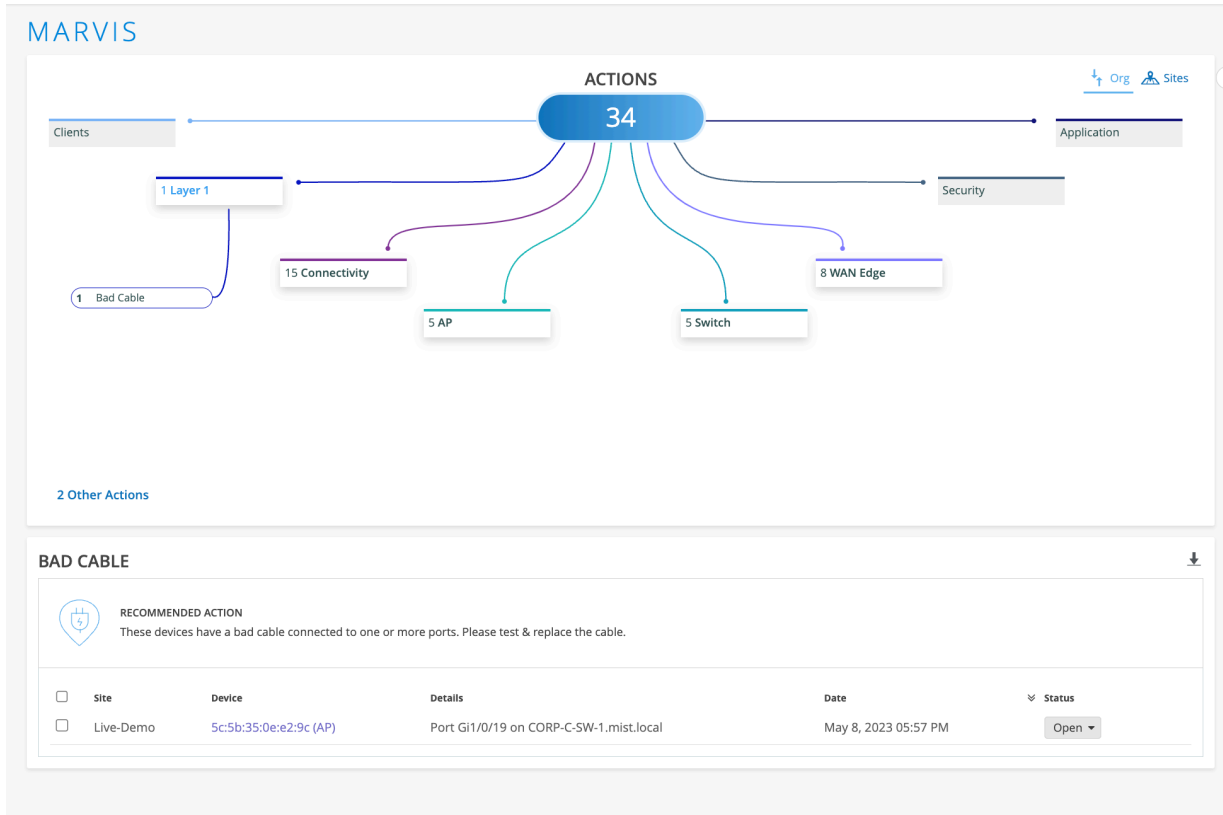 MARVIS
ACTIONS
Org Sites
34
Clients
Application
1 Layer 1
Security
15 Connectivity
8 WAN Edge
1 Bad Cable
5 AP
5 Switch
2 Other Actions
BAD CABLE
RECOMMENDED ACTION
These devices have a bad cable connected to one or more ports. Please test & replace the cable.
Site Device Details Date Status
Live-Demo 5c:5b:35:0e:e2:9c (AP) Port Gi1/0/19 on CORP-C-SW-1.mist.local May 8, 2023 05:57 PM Open